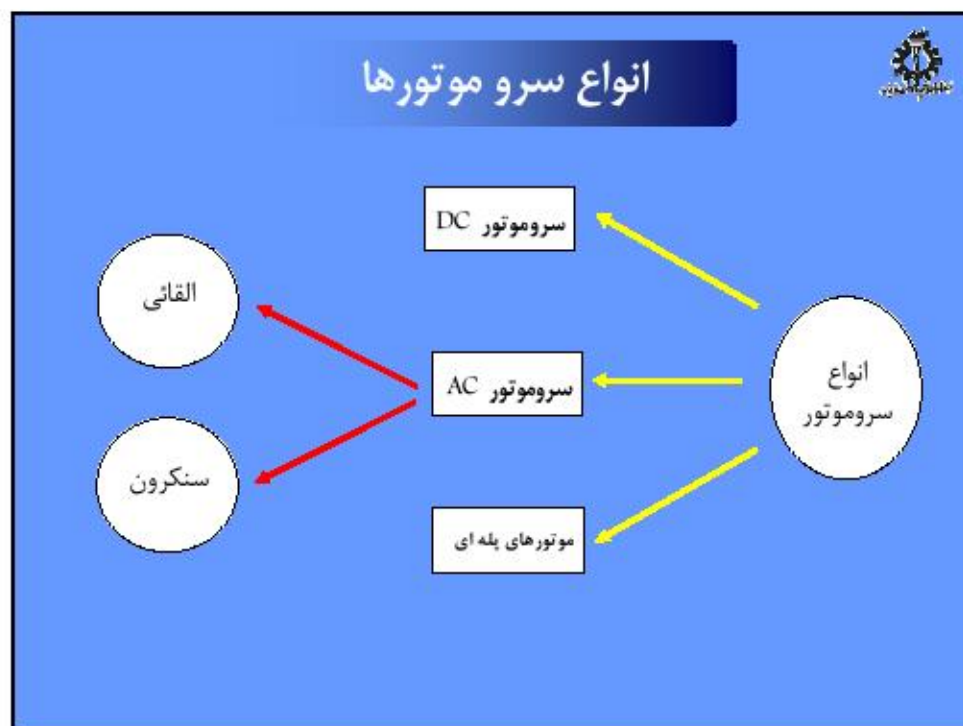 انواع سرو موتورها
انواع
سروموتور
سروموتور DC
سروموتور AC
موتورهای پله ای
القائی
سنکرون